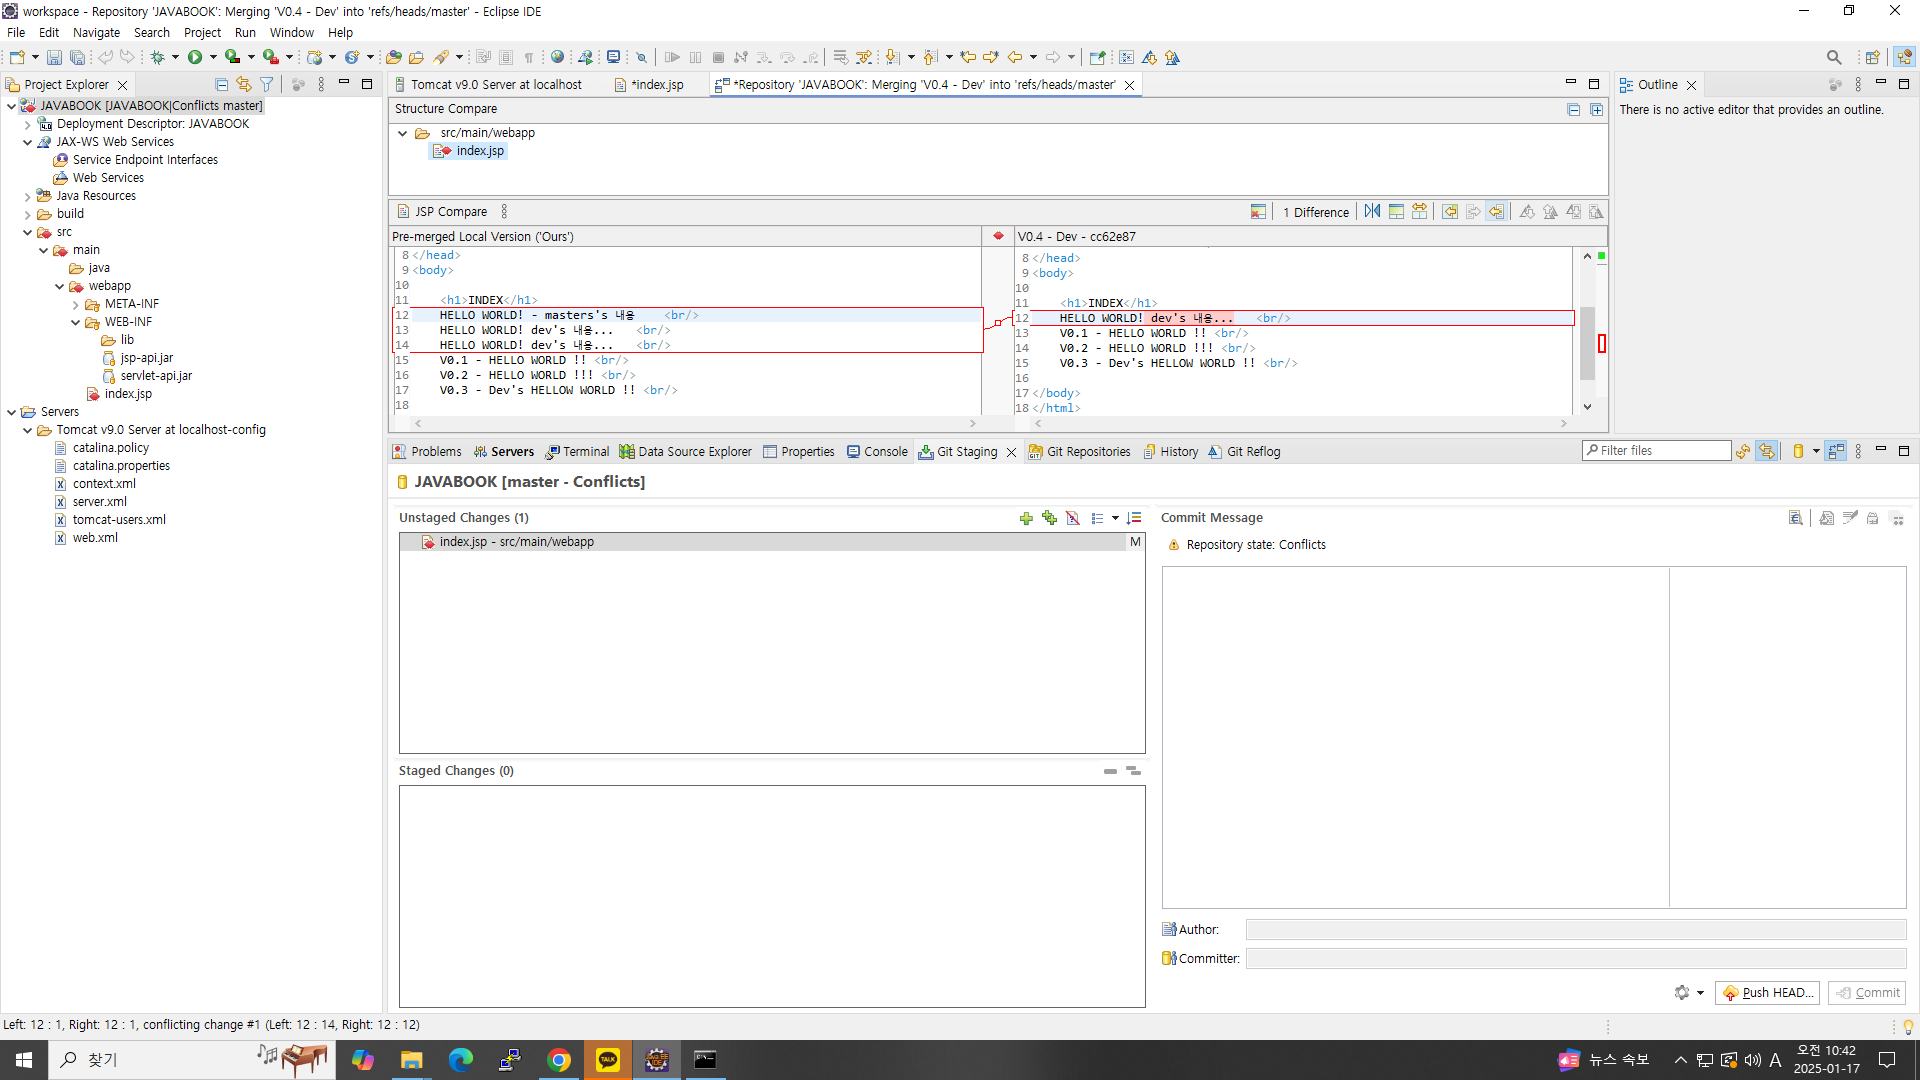 workspace - Repository 'JAVABOOK': Merging 'V0.4 - Dev' into 'refs/heads/master' - Eclipse IDE
File Edit Navigate Search Project Run Window Help
Project Explorer
JAVABOOK [JAVABOOK|Conflicts master]
Deployment Descriptor: JAVABOOK
JAX-WS Web Services
Service Endpoint Interfaces
Web Services
Java Resources
build
src
main
java
webapp
META-INF
WEB-INF
lib
jsp-api.jar
servlet-api.jar
index.jsp
Servers
Tomcat v9.0 Server at localhost-config
catalina.policy
catalina.properties
context.xml
server.xml
tomcat-users.xml
web.xml
Tomcat v9.0 Server at localhost
*index.jsp
*Repository 'JAVABOOK': Merging 'V0.4 - Dev' into 'refs/heads/master'
Structure Compare
src/main/webapp
index.jsp
JSP Compare
1 Difference
Pre-merged Local Version ('Ours')
8 </head>
9 <body>
10
11 <h1>INDEX</h1>
12 HELLO WORLD! - masters's 내용 <br/>
13 HELLO WORLD! dev's 내용... <br/>
14 HELLO WORLD! dev's 내용... <br/>
15 V0.1 - HELLO WORLD !! <br/>
16 V0.2 - HELLO WORLD !!! <br/>
17 V0.3 - Dev's HELLOW WORLD !! <br/>
18
V0.4 - Dev - cc62e87
8 </head>
9 <body>
10
11 <h1>INDEX</h1>
12 HELLO WORLD! dev's 내용... <br/>
13 V0.1 - HELLO WORLD !! <br/>
14 V0.2 - HELLO WORLD !!! <br/>
15 V0.3 - Dev's HELLOW WORLD !! <br/>
16
17 </body>
18 </html>
Outline
There is no active editor that provides an outline.
Problems Servers Terminal Data Source Explorer Properties Console Git Staging Git Repositories History Git Reflog
Filter files
JAVABOOK [master - Conflicts]
Unstaged Changes (1)
index.jsp - src/main/webapp M
Staged Changes (0)
Commit Message
Repository state: Conflicts
Author:
Committer:
Push HEAD...
Commit
Left: 12 : 1, Right: 12 : 1, conflicting change #1 (Left: 12 : 14, Right: 12 : 12)
찾기
TALK
Java EE
IDE
뉴스 속보
A
오전 10:42
2025-01-17